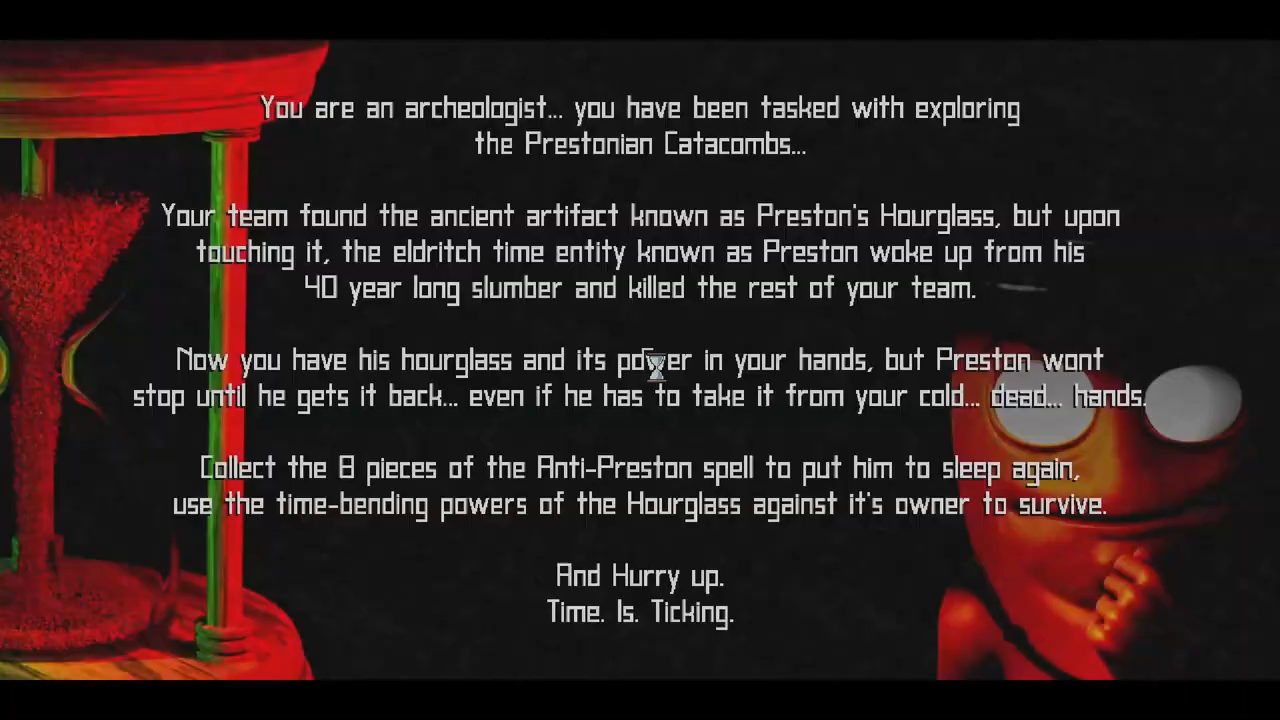 You are an archeologist... you have been tasked with exploring
the Prestonian Catacombs...
Your team found the ancient artifact known as Preston's Hourglass, but upon
touching it, the eldritch time entity known as Preston woke up from his
40 year long slumber and killed the rest of your team.
Now you have his hourglass and its power in your hands, but Preston wont
stop until he gets it back... even if he has to take it from your cold... dead... hands.
Collect the 8 pieces of the Anti-Preston spell to put him to sleep again,
use the time-bending powers of the Hourglass against it's owner to survive.
And Hurry up.
Time. Is. Ticking.